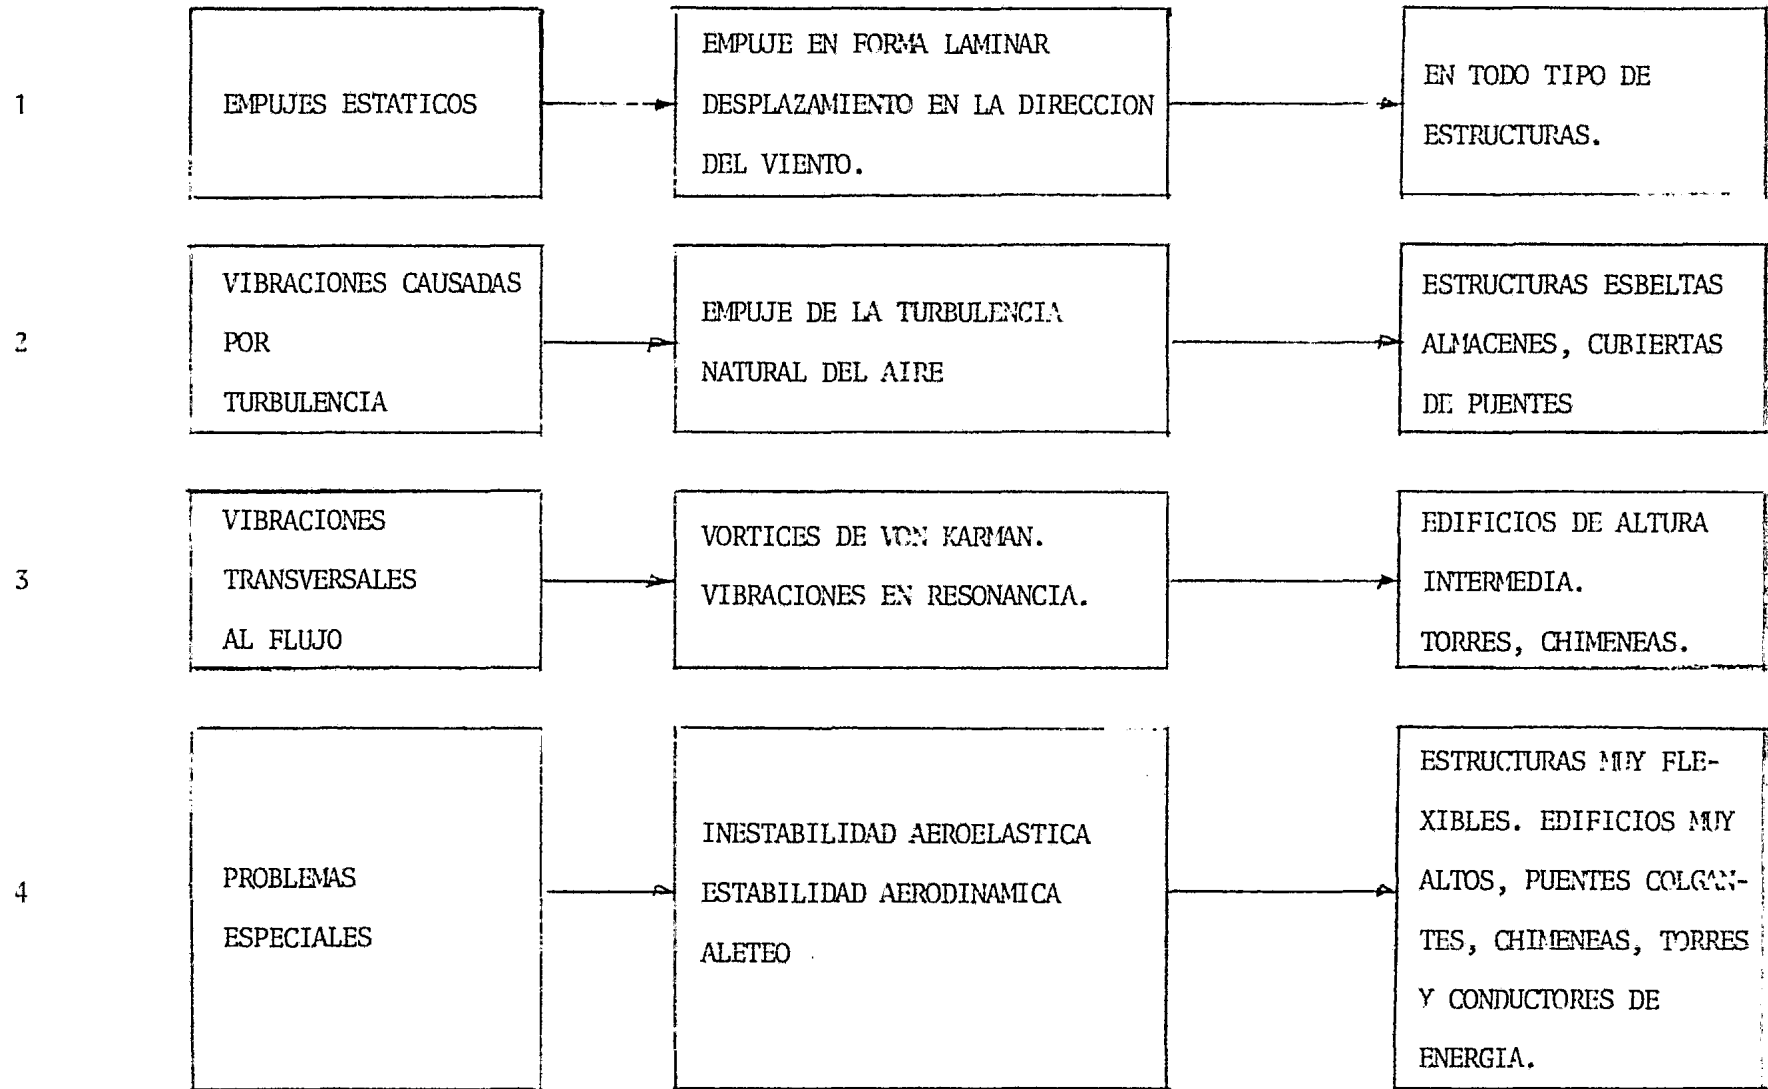 1
EMPUJES ESTATICOS
EMPUJE EN FORMA LAMINAR
DESPLAZAMIENTO EN LA DIRECCION
DEL VIENTO.
EN TODO TIPO DE
ESTRUCTURAS.
2
VIBRACIONES CAUSADAS
POR
TURBULENCIA
EMPUJE DE LA TURBULENCIA
NATURAL DEL AIRE
ESTRUCTURAS ESBELTAS
ALMACENES, CUBIERTAS
DE PUENTES
3
VIBRACIONES
TRANSVERSALES
AL FLUJO
VORTICES DE VON KARMAN.
VIBRACIONES EN RESONANCIA.
EDIFICIOS DE ALTURA
INTERMEDIA.
TORRES, CHIMENEAS.
4
PROBLEMAS
ESPECIALES
INESTABILIDAD AEROELASTICA
ESTABILIDAD AERODINAMICA
ALETEO
ESTRUCTURAS MUY FLE-
XIBLES. EDIFICIOS MUY
ALTOS, PUENTES COLGAN-
TES, CHIMENEAS, TORRES
Y CONDUCTORES DE
ENERGIA.